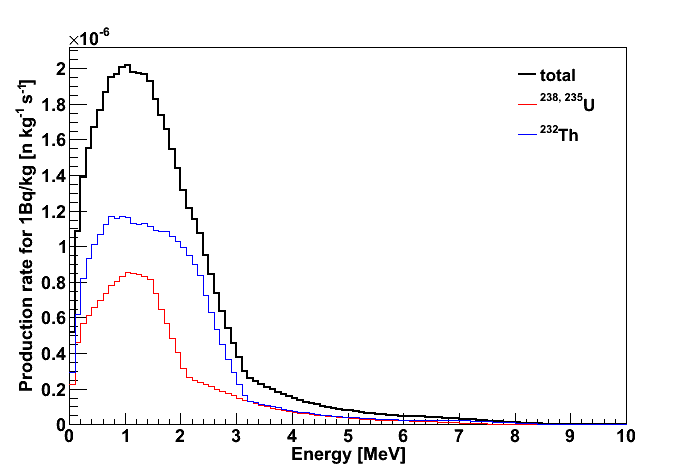 ×10⁻⁶
Production rate for 1Bq/kg [n kg⁻¹ s⁻¹]
2
1.8
1.6
1.4
1.2
1
0.8
0.6
0.4
0.2
0
total
²³⁸, ²³⁵U
²³²Th
0 1 2 3 4 5 6 7 8 9 10
Energy [MeV]